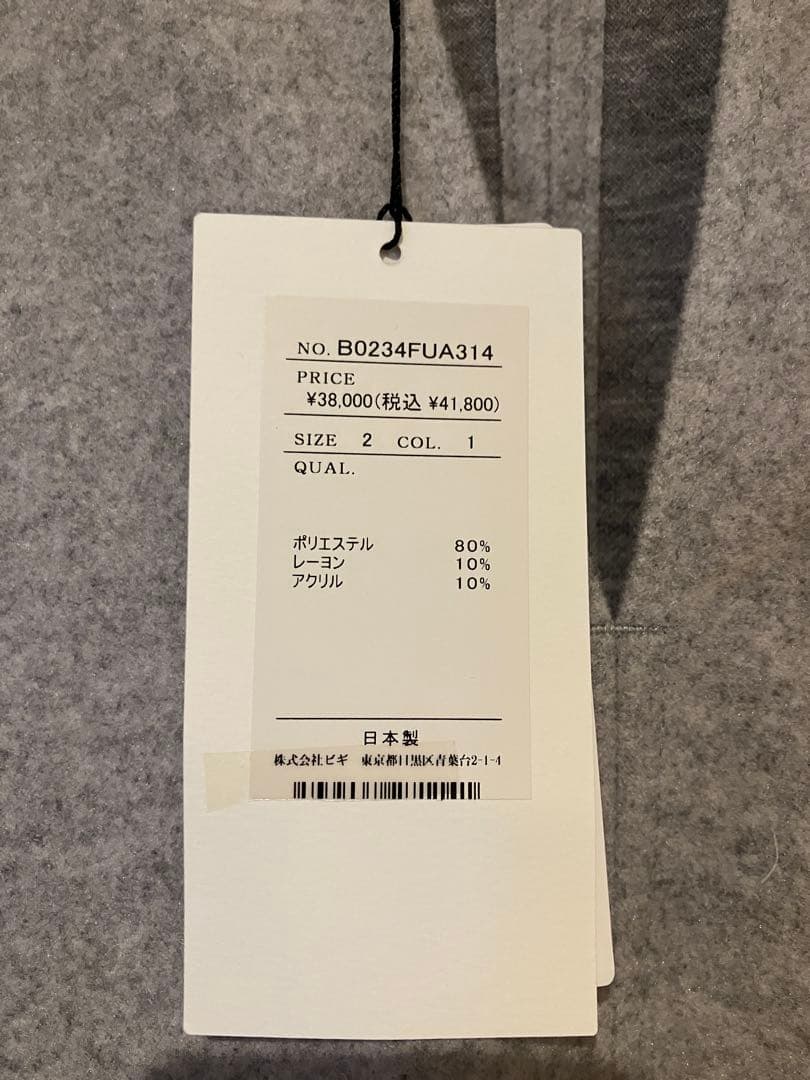 NO. B0234FUA314
PRICE
¥38,000(税込 ¥41,800)
SIZE 2 COL. 1
QUAL.
ポリエステル 80%
レーヨン 10%
アクリル 10%
日本製
株式会社ビギ 東京都目黒区青葉台2-1-4